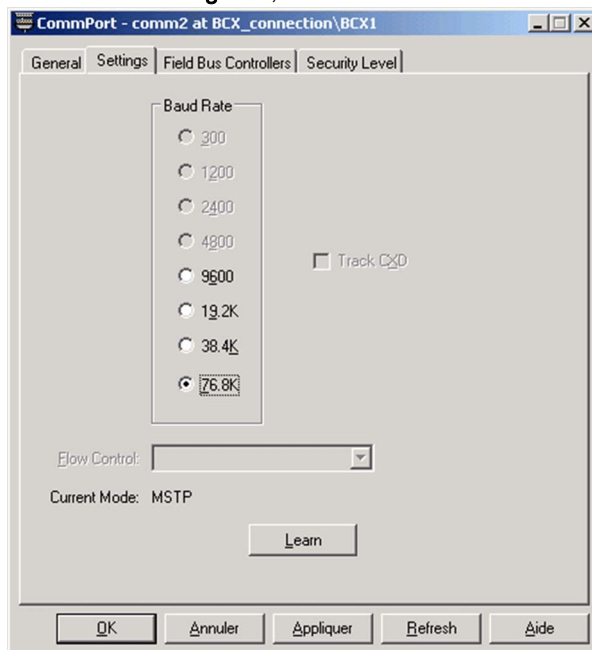 CommPort - comm2 at BCX_connection\BCX1
General Settings Field Bus Controllers Security Level
Baud Rate
300
1200
2400
4800
Track CXD
9600
19.2K
38.4K
76.8K
Flow Control:
Current Mode: MSTP
Learn
OK Annuler Appliquer Refresh Aide